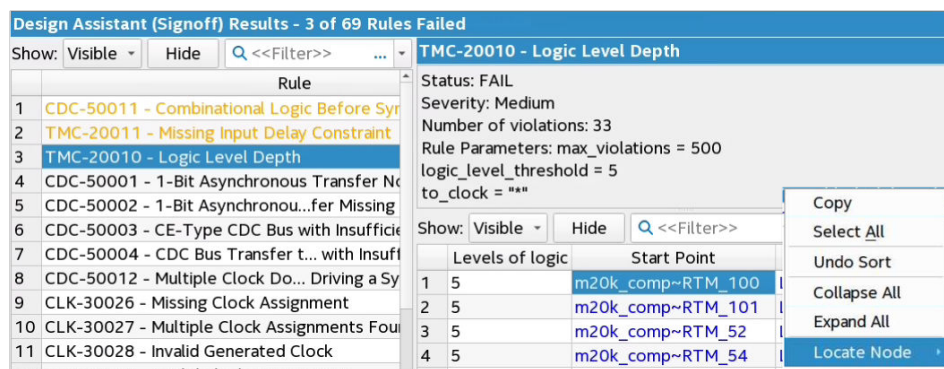 Design Assistant (Signoff) Results - 3 of 69 Rules Failed
Show: Visible Hide <<Filter>> ...
Rule
1 CDC-50011 - Combinational Logic Before Syr
2 TMC-20011 - Missing Input Delay Constraint
3 TMC-20010 - Logic Level Depth
4 CDC-50001 - 1-Bit Asynchronous Transfer No
5 CDC-50002 - 1-Bit Asynchronou...fer Missing
6 CDC-50003 - CE-Type CDC Bus with Insufficie
7 CDC-50004 - CDC Bus Transfer t... with Insuff
8 CDC-50012 - Multiple Clock Do... Driving a Sy
9 CLK-30026 - Missing Clock Assignment
10 CLK-30027 - Multiple Clock Assignments Four
11 CLK-30028 - Invalid Generated Clock
TMC-20010 - Logic Level Depth
Status: FAIL
Severity: Medium
Number of violations: 33
Rule Parameters: max_violations = 500
logic_level_threshold = 5
to_clock = "*"
Show: Visible Hide <<Filter>>
Levels of logic Start Point
1 5 m20k_comp~RTM_100
2 5 m20k_comp~RTM_101
3 5 m20k_comp~RTM_52
4 5 m20k_comp~RTM_54
Copy
Select All
Undo Sort
Collapse All
Expand All
Locate Node